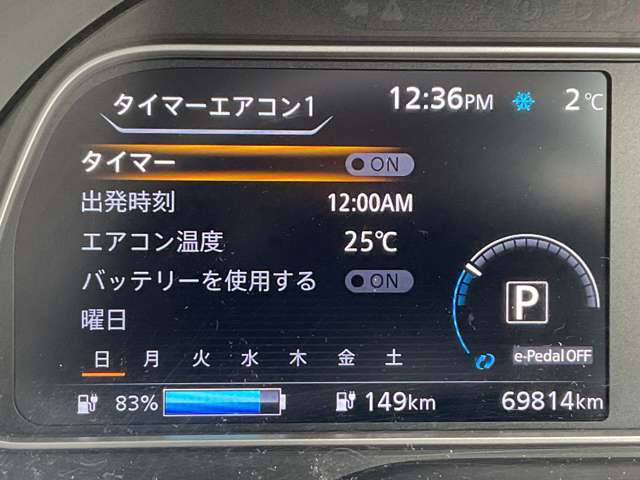 タイマーエアコン1 12:36PM 2℃
タイマー ON
出発時刻 12:00AM
エアコン温度 25℃
バッテリーを使用する ON
曜日
P
日 月 火 水 木 金 土
e-Pedal OFF
83% 149km 69814km